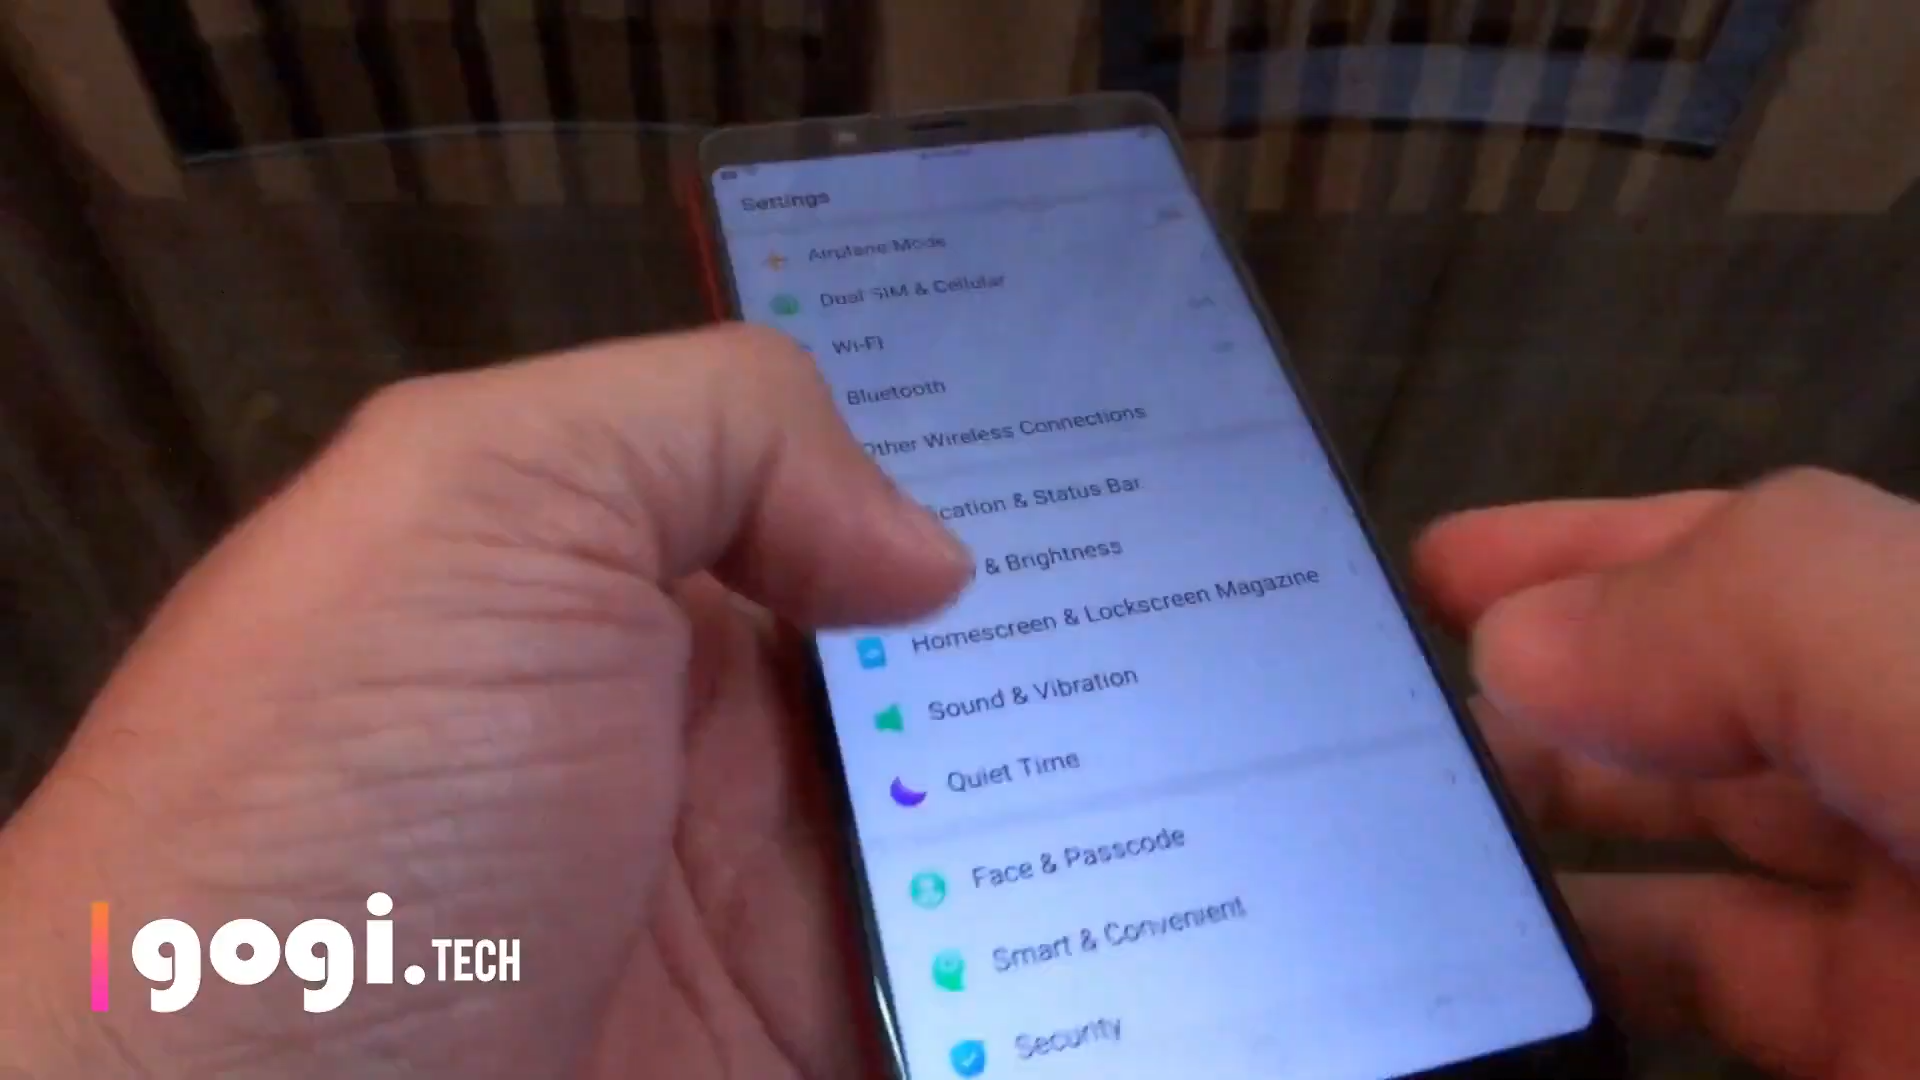 Settings
Airplane Mode
Dual SIM & Cellular
Wi-Fi
Bluetooth
Other Wireless Connections
cation & Status Bar
& Brightness
Homescreen & Lockscreen Magazine
Sound & Vibration
Quiet Time
Face & Passcode
Smart & Convenient
Security
gogi.TECH